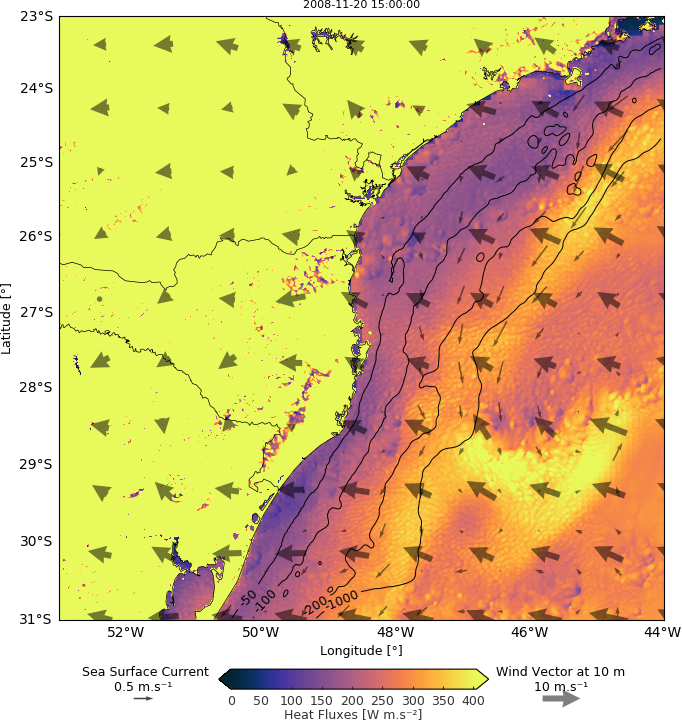 2008-11-20 15:00:00
23°S
24°S
25°S
26°S
27°S
28°S
29°S
30°S
31°S
Latitude [°]
-50
-100
-200
-1000
52°W
50°W
48°W
46°W
44°W
Longitude [°]
Sea Surface Current
0.5 m.s⁻¹
Wind Vector at 10 m
10 m.s⁻¹
0 50 100 150 200 250 300 350 400
Heat Fluxes [W m.s⁻²]